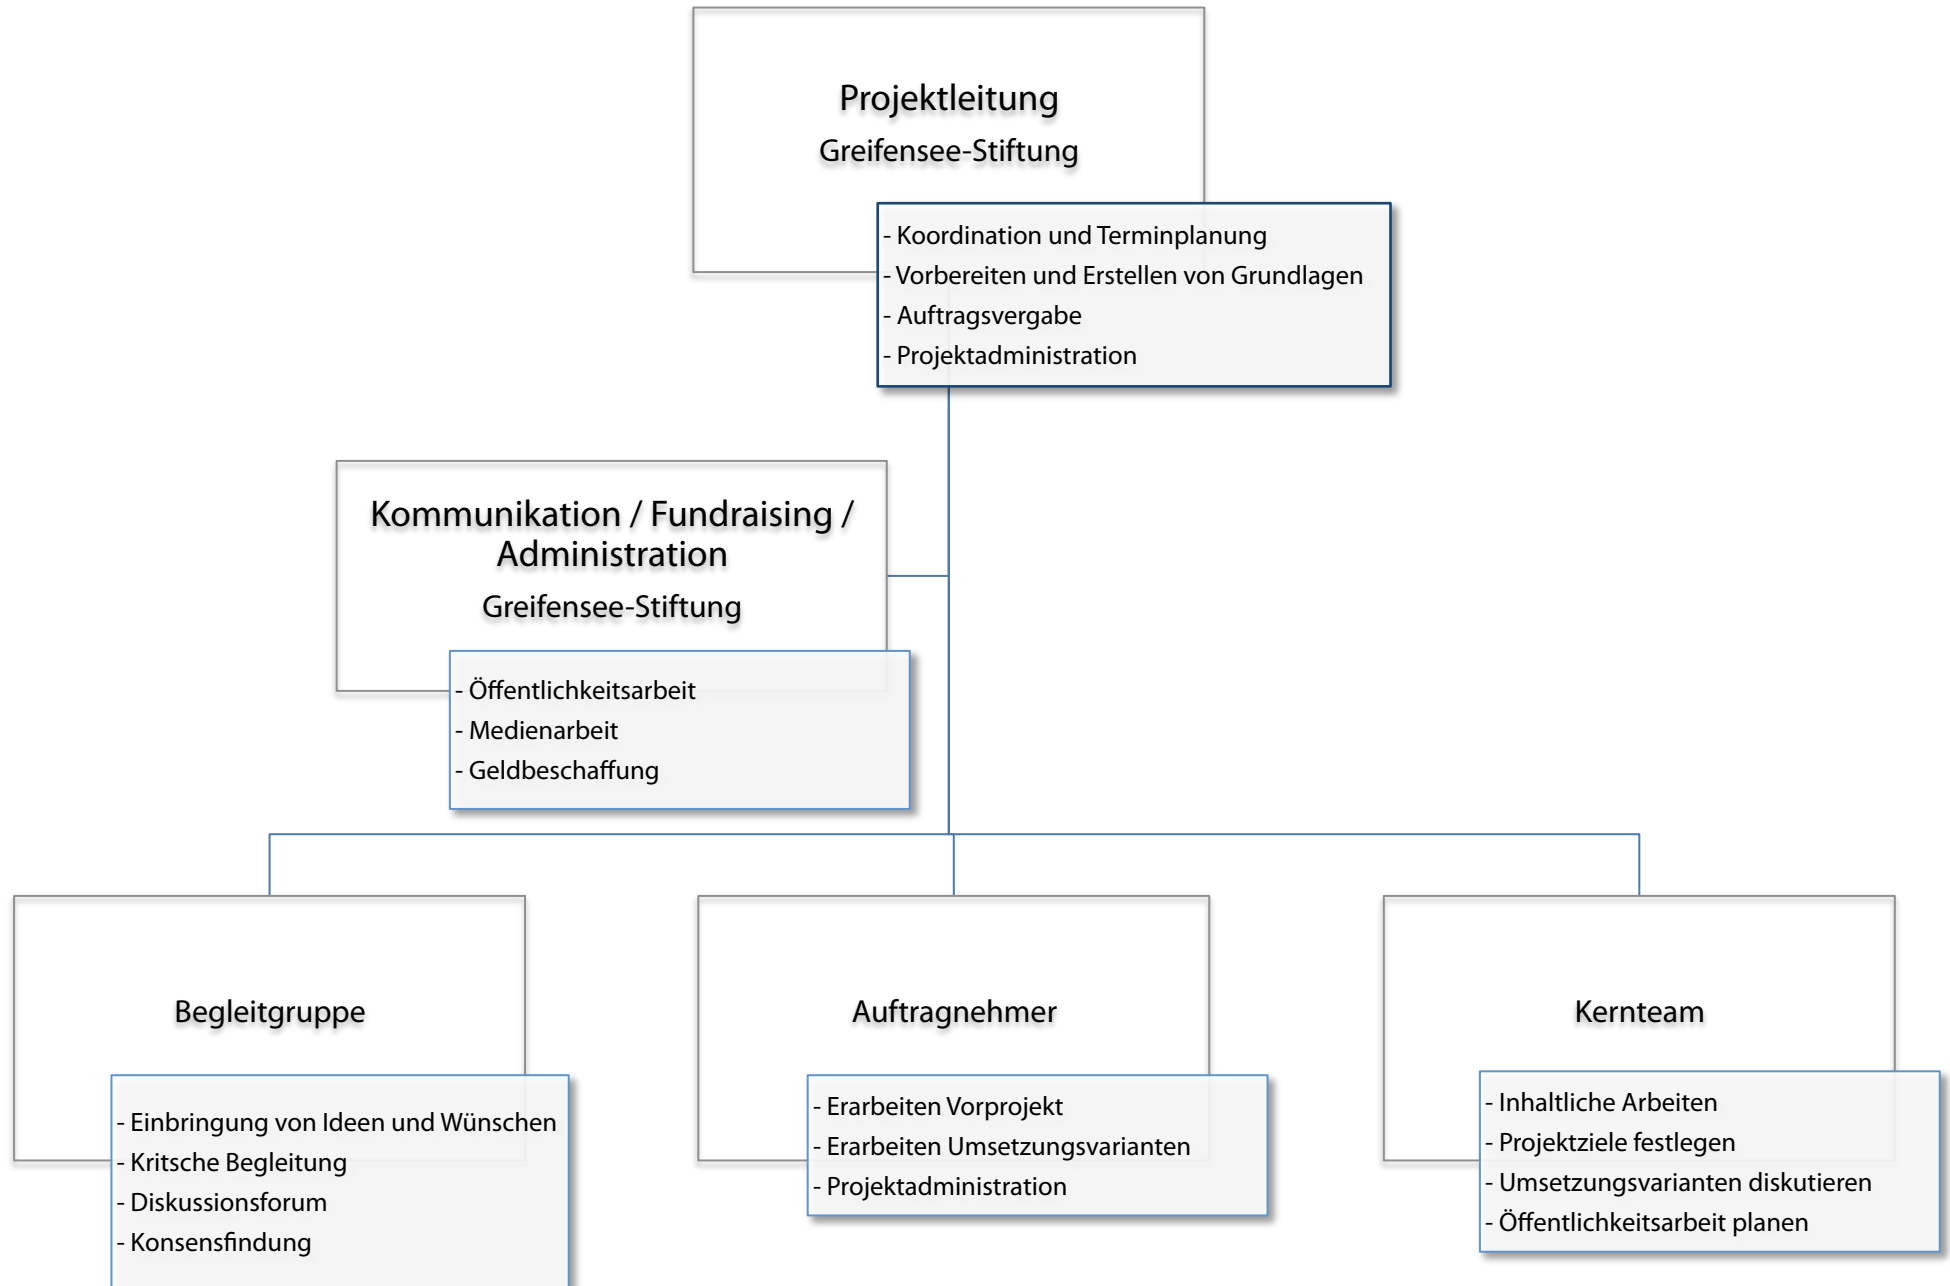 Projektleitung
Greifensee-Stiftung
- Koordination und Terminplanung
- Vorbereiten und Erstellen von Grundlagen
- Auftragsvergabe
- Projektadministration
Kommunikation / Fundraising /
Administration
Greifensee-Stiftung
- Öffentlichkeitsarbeit
- Medienarbeit
- Geldbeschaffung
Begleitgruppe
- Einbringung von Ideen und Wünschen
- Kritsche Begleitung
- Diskussionsforum
- Konsensfindung
Auftragnehmer
- Erarbeiten Vorprojekt
- Erarbeiten Umsetzungsvarianten
- Projektadministration
Kernteam
- Inhaltliche Arbeiten
- Projektziele festlegen
- Umsetzungsvarianten diskutieren
- Öffentlichkeitsarbeit planen